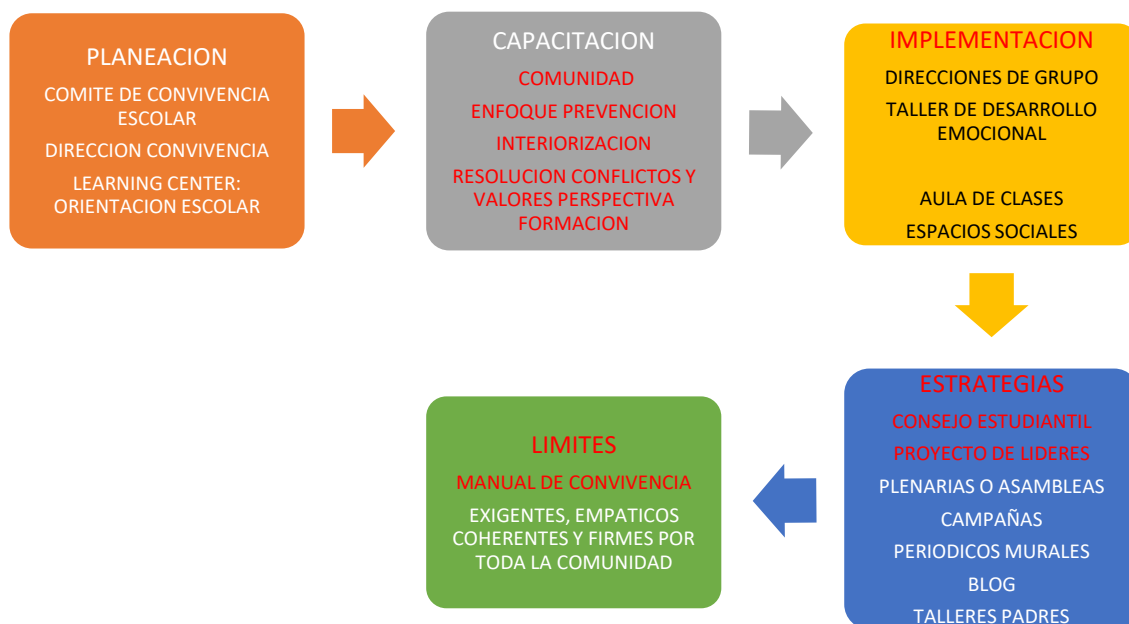 PLANEACION
COMITE DE CONVIVENCIA
ESCOLAR
DIRECCION CONVIVENCIA
LEARNING CENTER:
ORIENTACION ESCOLAR
CAPACITACION
COMUNIDAD
ENFOQUE PREVENCION
INTERIORIZACION
RESOLUCION CONFLICTOS Y
VALORES PERSPECTIVA
FORMACION
IMPLEMENTACION
DIRECCIONES DE GRUPO
TALLER DE DESARROLLO
EMOCIONAL
AULA DE CLASES
ESPACIOS SOCIALES
ESTRATEGIAS
CONSEJO ESTUDIANTIL
PROYECTO DE LIDERES
PLENARIAS O ASAMBLEAS
CAMPAÑAS
PERIODICOS MURALES
BLOG
TALLERES PADRES
LIMITES
MANUAL DE CONVIVENCIA
EXIGENTES, EMPATICOS
COHERENTES Y FIRMES POR
TODA LA COMUNIDAD